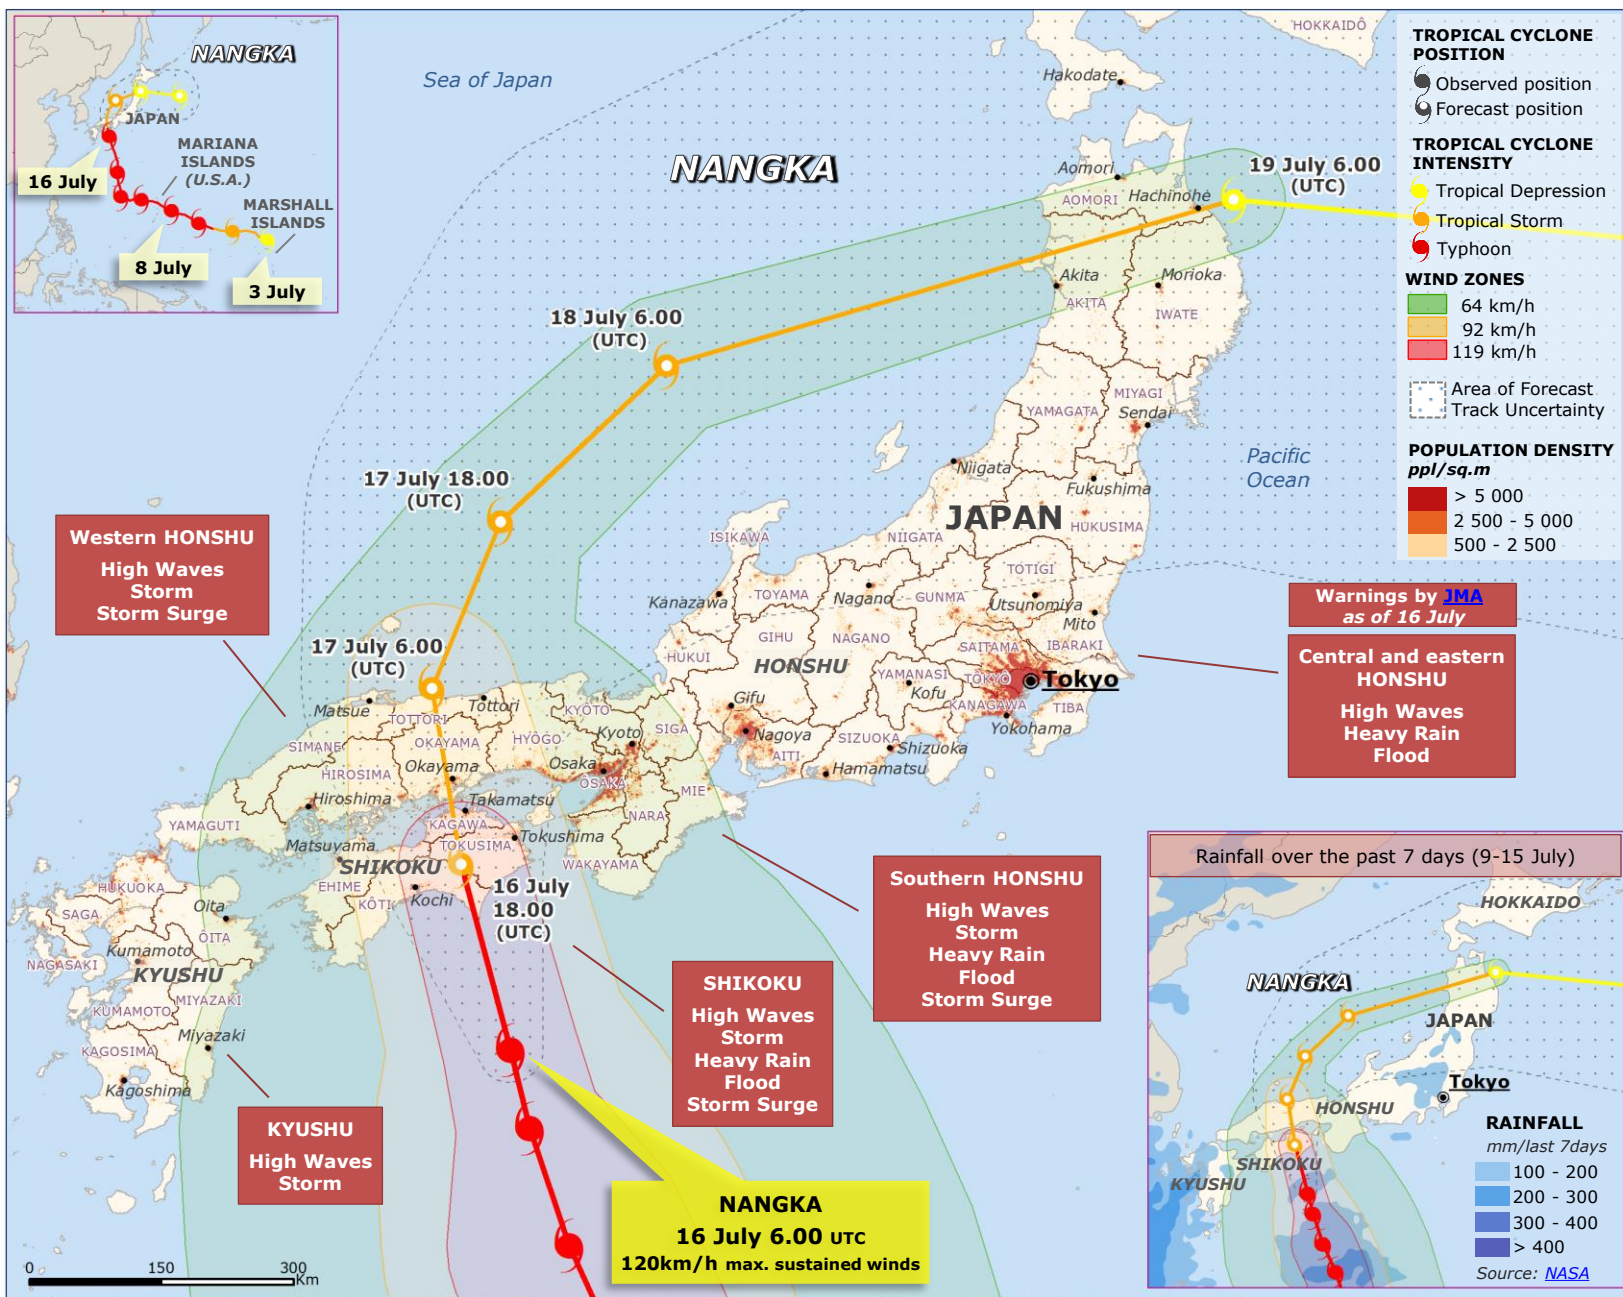 NANGKA
JAPAN
MARIANA
ISLANDS
(U.S.A.)
16 July
MARSHALL
ISLANDS
8 July
3 July
Sea of Japan
HOKKAIDŌ
Hakodate
NANGKA
19 July 6.00
(UTC)
Aomori
Hachinohe
AOMORI
Akita
Morioka
AKITA
IWATE
18 July 6.00
(UTC)
MIYAGI
YAMAGATA
Sendai
17 July 18.00
(UTC)
Niigata
Pacific
Ocean
Fukushima
JAPAN
HUKUSIMA
ISIKAWA
NIIGATA
TOTIGI
Kanazawa
TOYAMA
Nagano
GUNMA
Utsunomiya
Mito
GIHU
NAGANO
SAITAMA
IBARAKI
HUKUI
HONSHU
YAMANASI
TŌKYŌ
Tokyo
Kofu
KANAGAWA
TIBA
Yokohama
Gifu
Nagoya
SIZUOKA
Shizuoka
AITI
Hamamatsu
17 July 6.00
(UTC)
Matsue
Tottori
TOTTORI
KYŌTO
SIGA
SIMANE
OKAYAMA
HYŌGO
Kyoto
HIROSIMA
Okayama
Osaka
ŌSAKA
MIE
Hiroshima
Takamatsu
NARA
YAMAGUTI
KAGAWA
Tokushima
Matsuyama
TOKUSIMA
SHIKOKU
WAKAYAMA
EHIME
KŌTI
Kochi
16 July
18.00
(UTC)
HUKUOKA
SAGA
Oita
ŌITA
Kumamoto
NAGASAKI
KYUSHU
MIYAZAKI
KUMAMOTO
Miyazaki
KAGOSIMA
Kagoshima
Western HONSHU
High Waves
Storm
Storm Surge
KYUSHU
High Waves
Storm
SHIKOKU
High Waves
Storm
Heavy Rain
Flood
Storm Surge
Southern HONSHU
High Waves
Storm
Heavy Rain
Flood
Storm Surge
Warnings by JMA
as of 16 July
Central and eastern
HONSHU
High Waves
Heavy Rain
Flood
NANGKA
16 July 6.00 UTC
120km/h max. sustained winds
0 150 300
Km
TROPICAL CYCLONE
POSITION
Observed position
Forecast position
TROPICAL CYCLONE
INTENSITY
Tropical Depression
Tropical Storm
Typhoon
WIND ZONES
64 km/h
92 km/h
119 km/h
Area of Forecast
Track Uncertainty
POPULATION DENSITY
ppl/sq.m
> 5 000
2 500 - 5 000
500 - 2 500
Rainfall over the past 7 days (9-15 July)
HOKKAIDO
NANGKA
JAPAN
Tokyo
HONSHU
SHIKOKU
KYUSHU
RAINFALL
mm/last 7days
100 - 200
200 - 300
300 - 400
> 400
Source: NASA